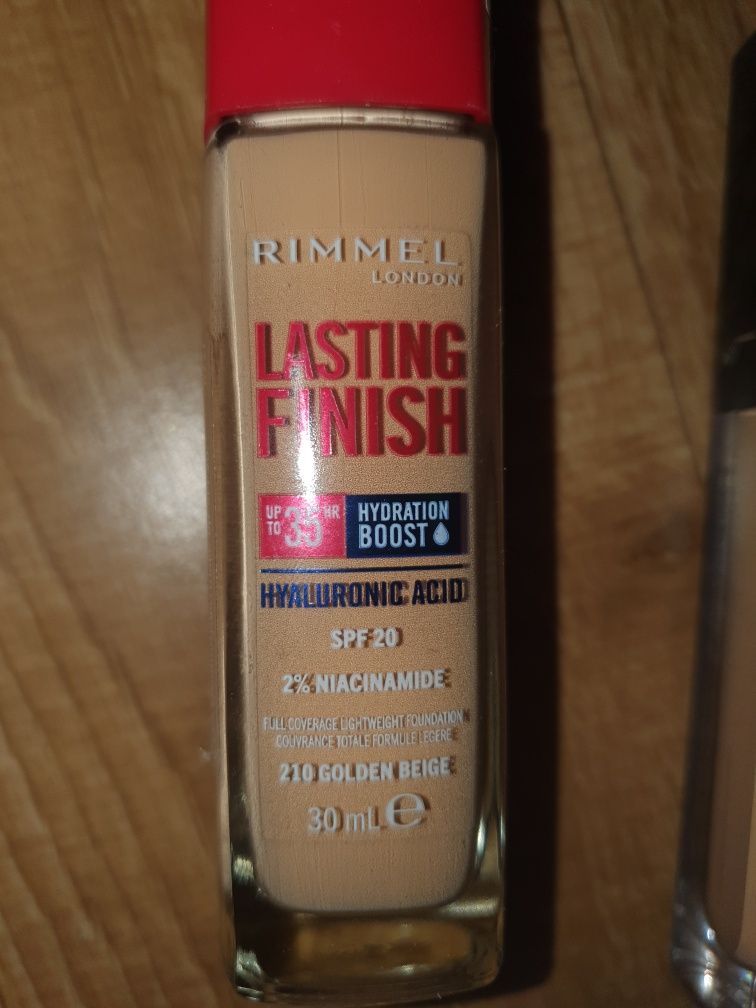 RIMMEL
LONDON
LASTING
FINISH
UP TO 35 HR
HYDRATION
BOOST
HYALURONIC ACID
SPF 20
2% NIACINAMIDE
FULL COVERAGE LIGHTWEIGHT FOUNDATION
COUVRANCE TOTALE FORMULE LÉGÈRE
210 GOLDEN BEIGE
30 mL ℮